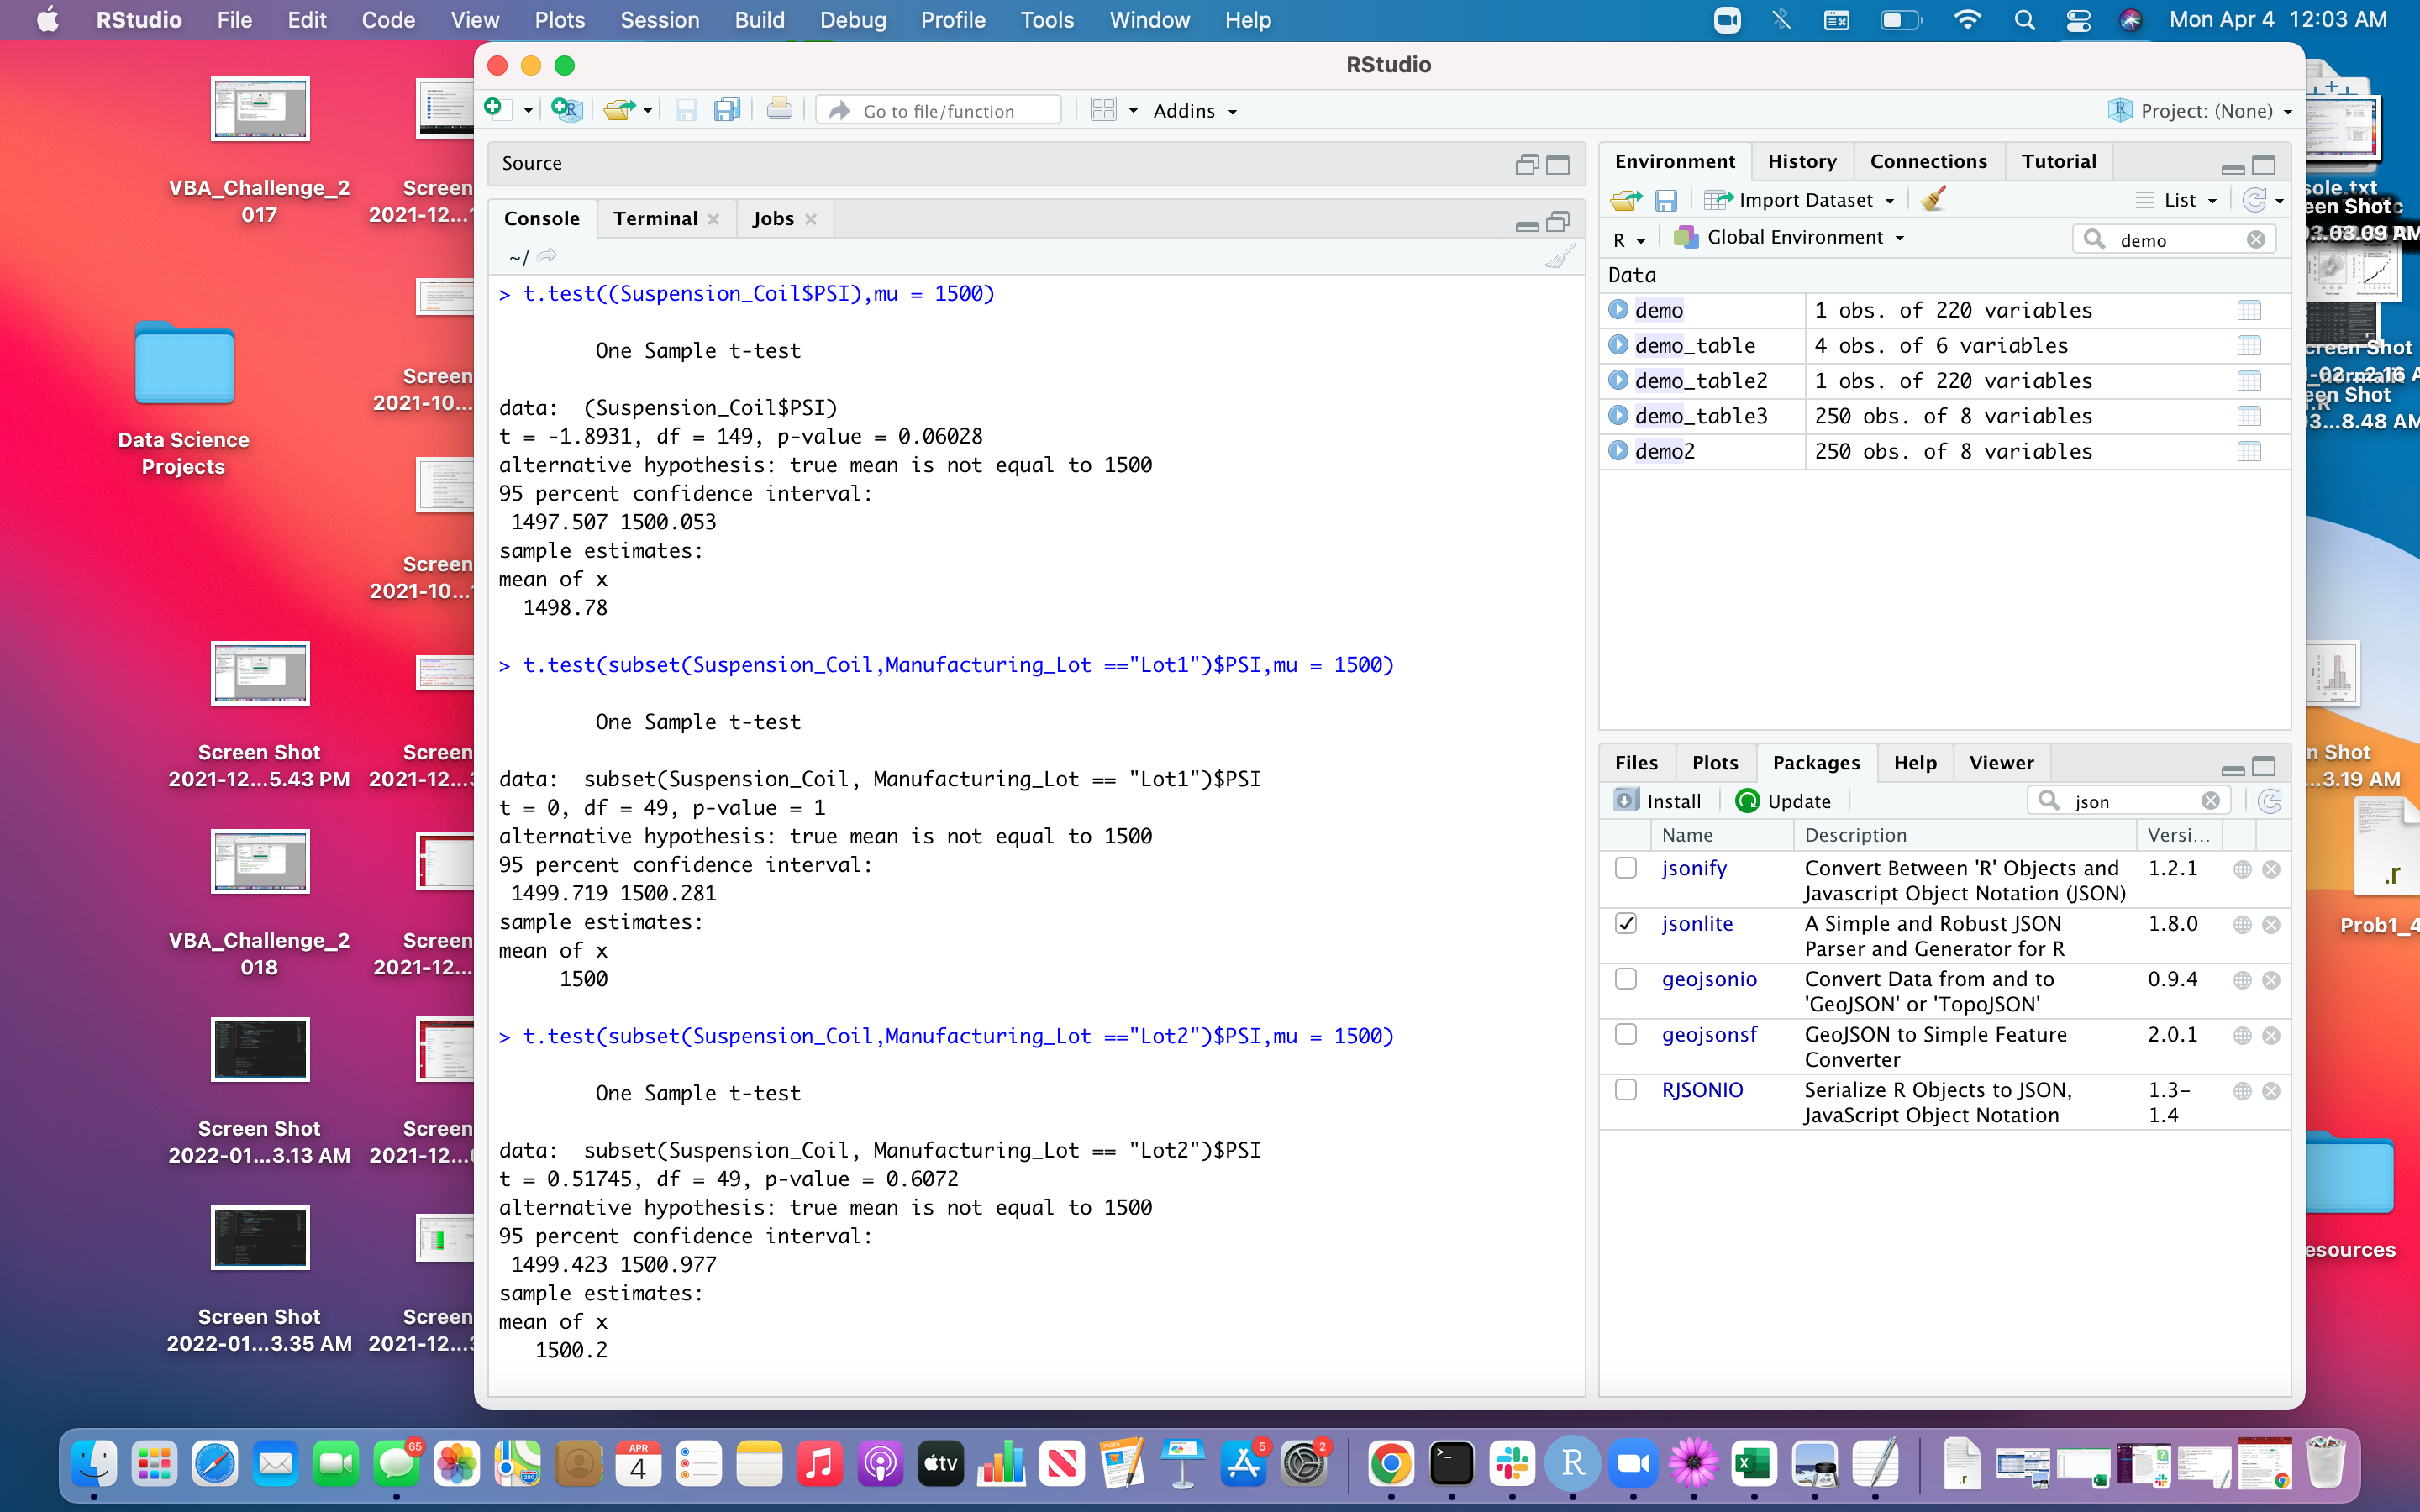 RStudio File Edit Code View Plots Session Build Debug Profile Tools Window Help
Mon Apr 4 12:03 AM
RStudio
Go to file/function
Addins
Project: (None)
Source
Console Terminal Jobs
~/
> t.test((Suspension_Coil$PSI),mu = 1500)
One Sample t-test
data:  (Suspension_Coil$PSI)
t = -1.8931, df = 149, p-value = 0.06028
alternative hypothesis: true mean is not equal to 1500
95 percent confidence interval:
1497.507 1500.053
sample estimates:
mean of x
1498.78
> t.test(subset(Suspension_Coil,Manufacturing_Lot =="Lot1")$PSI,mu = 1500)
One Sample t-test
data:  subset(Suspension_Coil, Manufacturing_Lot == "Lot1")$PSI
t = 0, df = 49, p-value = 1
alternative hypothesis: true mean is not equal to 1500
95 percent confidence interval:
1499.719 1500.281
sample estimates:
mean of x
1500
> t.test(subset(Suspension_Coil,Manufacturing_Lot =="Lot2")$PSI,mu = 1500)
One Sample t-test
data:  subset(Suspension_Coil, Manufacturing_Lot == "Lot2")$PSI
t = 0.51745, df = 49, p-value = 0.6072
alternative hypothesis: true mean is not equal to 1500
95 percent confidence interval:
1499.423 1500.977
sample estimates:
mean of x
1500.2
Environment History Connections Tutorial
Import Dataset
List
R
Global Environment
demo
Data
demo 1 obs. of 220 variables
demo_table 4 obs. of 6 variables
demo_table2 1 obs. of 220 variables
demo_table3 250 obs. of 8 variables
demo2 250 obs. of 8 variables
Files Plots Packages Help Viewer
Install Update
json
Name Description Versi...
jsonify Convert Between 'R' Objects and 1.2.1
Javascript Object Notation (JSON)
jsonlite A Simple and Robust JSON 1.8.0
Parser and Generator for R
geojsonio Convert Data from and to 0.9.4
'GeoJSON' or 'TopoJSON'
geojsonsf GeoJSON to Simple Feature 2.0.1
Converter
RJSONIO Serialize R Objects to JSON, 1.3-
JavaScript Object Notation 1.4
VBA_Challenge_2
017
Screen
2021-12...
Data Science
Projects
Screen
2021-10...
Screen
2021-10...
Screen Shot
2021-12...5.43 PM
Screen
2021-12...
VBA_Challenge_2
018
Screen
2021-12...
Screen Shot
2022-01...3.13 AM
Screen
2021-12...
Screen Shot
2022-01...3.35 AM
Screen
2021-12...
sole.txt
een Shot
3...03.09 AM
creen Shot
een Shot
3...8.48 AM
n Shot
...3.19 AM
.r
Prob1_4
esources
65
APR
4
280
tv
PAGES
5
2
>_
R
X
.r